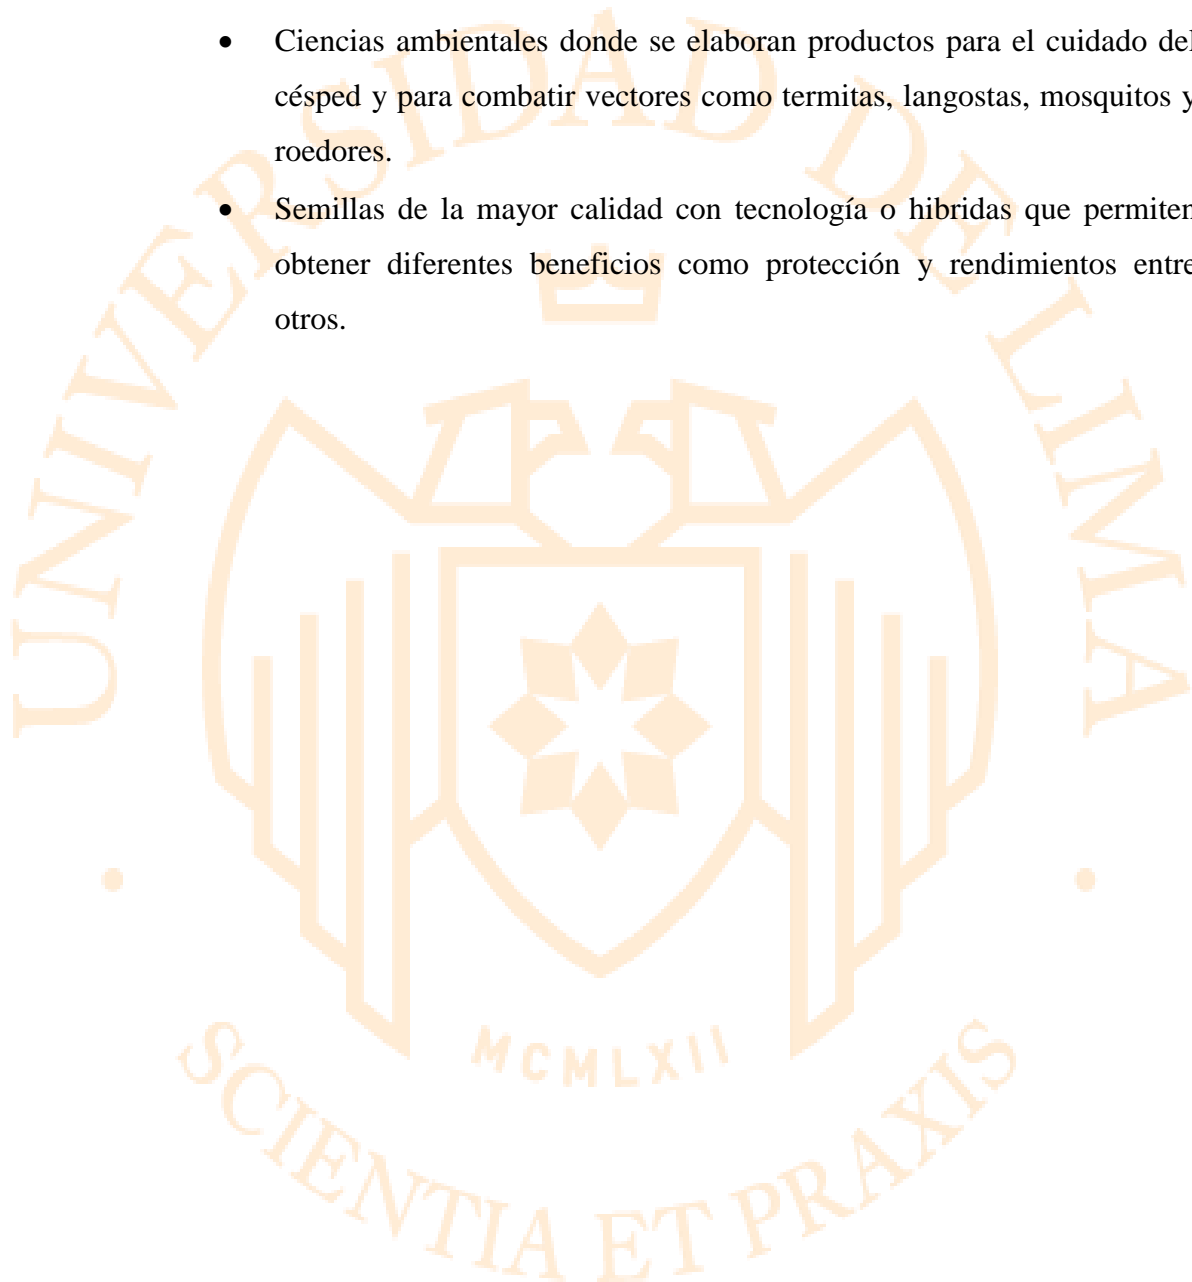 • Ciencias ambientales donde se elaboran productos para el cuidado del
césped y para combatir vectores como termitas, langostas, mosquitos y
roedores.
• Semillas de la mayor calidad con tecnología o hibridas que permiten
obtener diferentes beneficios como protección y rendimientos entre
otros.
UNIVERSIDAD DE LIMA
MCMLXII
SCIENTIA ET PRAXIS